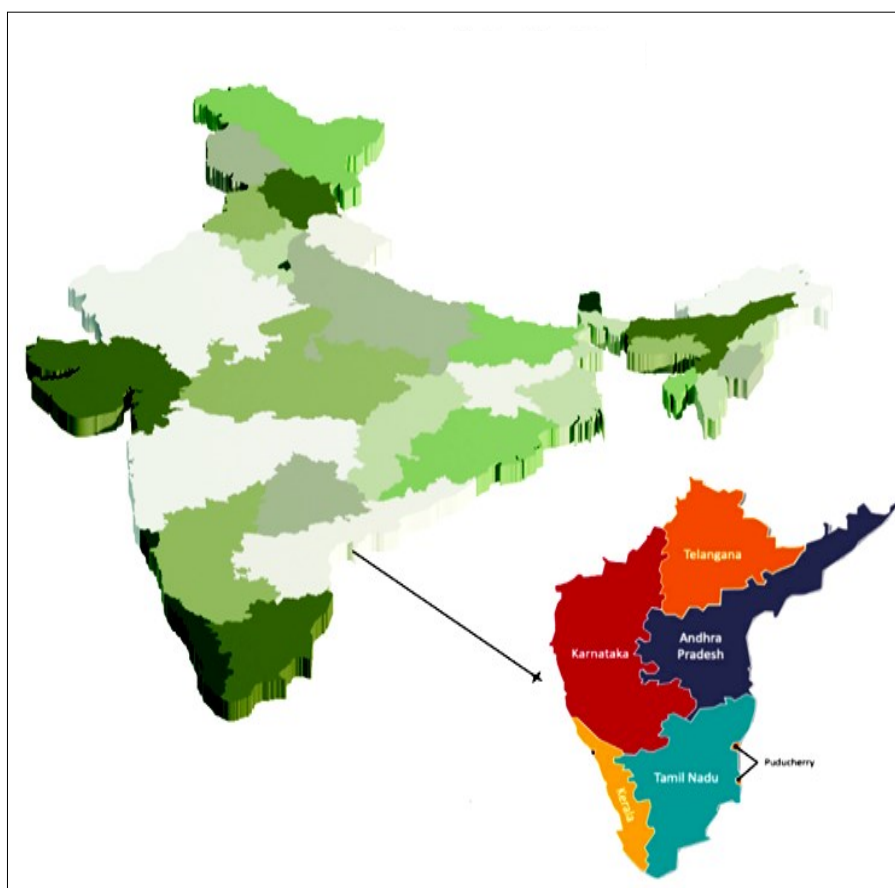 Telangana
Andhra
Pradesh
Karnataka
Tamil Nadu
Puducherry
Kerala